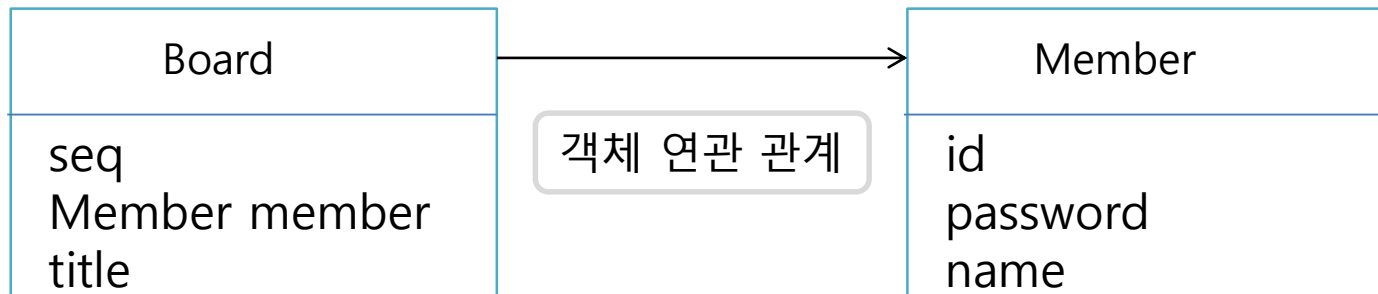 Board
seq
Member member
title
객체 연관 관계
Member
id
password
name